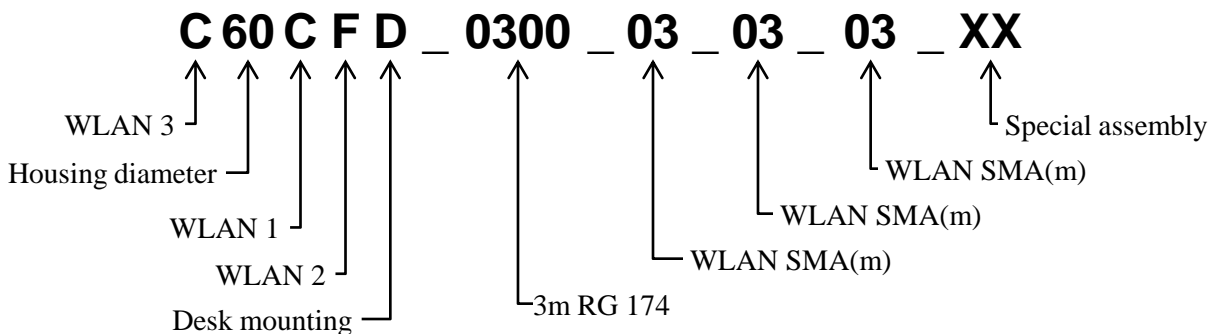 C 60 C F D _ 0300 _ 03 _ 03 _ 03 _ XX
WLAN 3
Special assembly
Housing diameter
WLAN SMA(m)
WLAN 1
WLAN SMA(m)
WLAN 2
WLAN SMA(m)
Desk mounting
3m RG 174